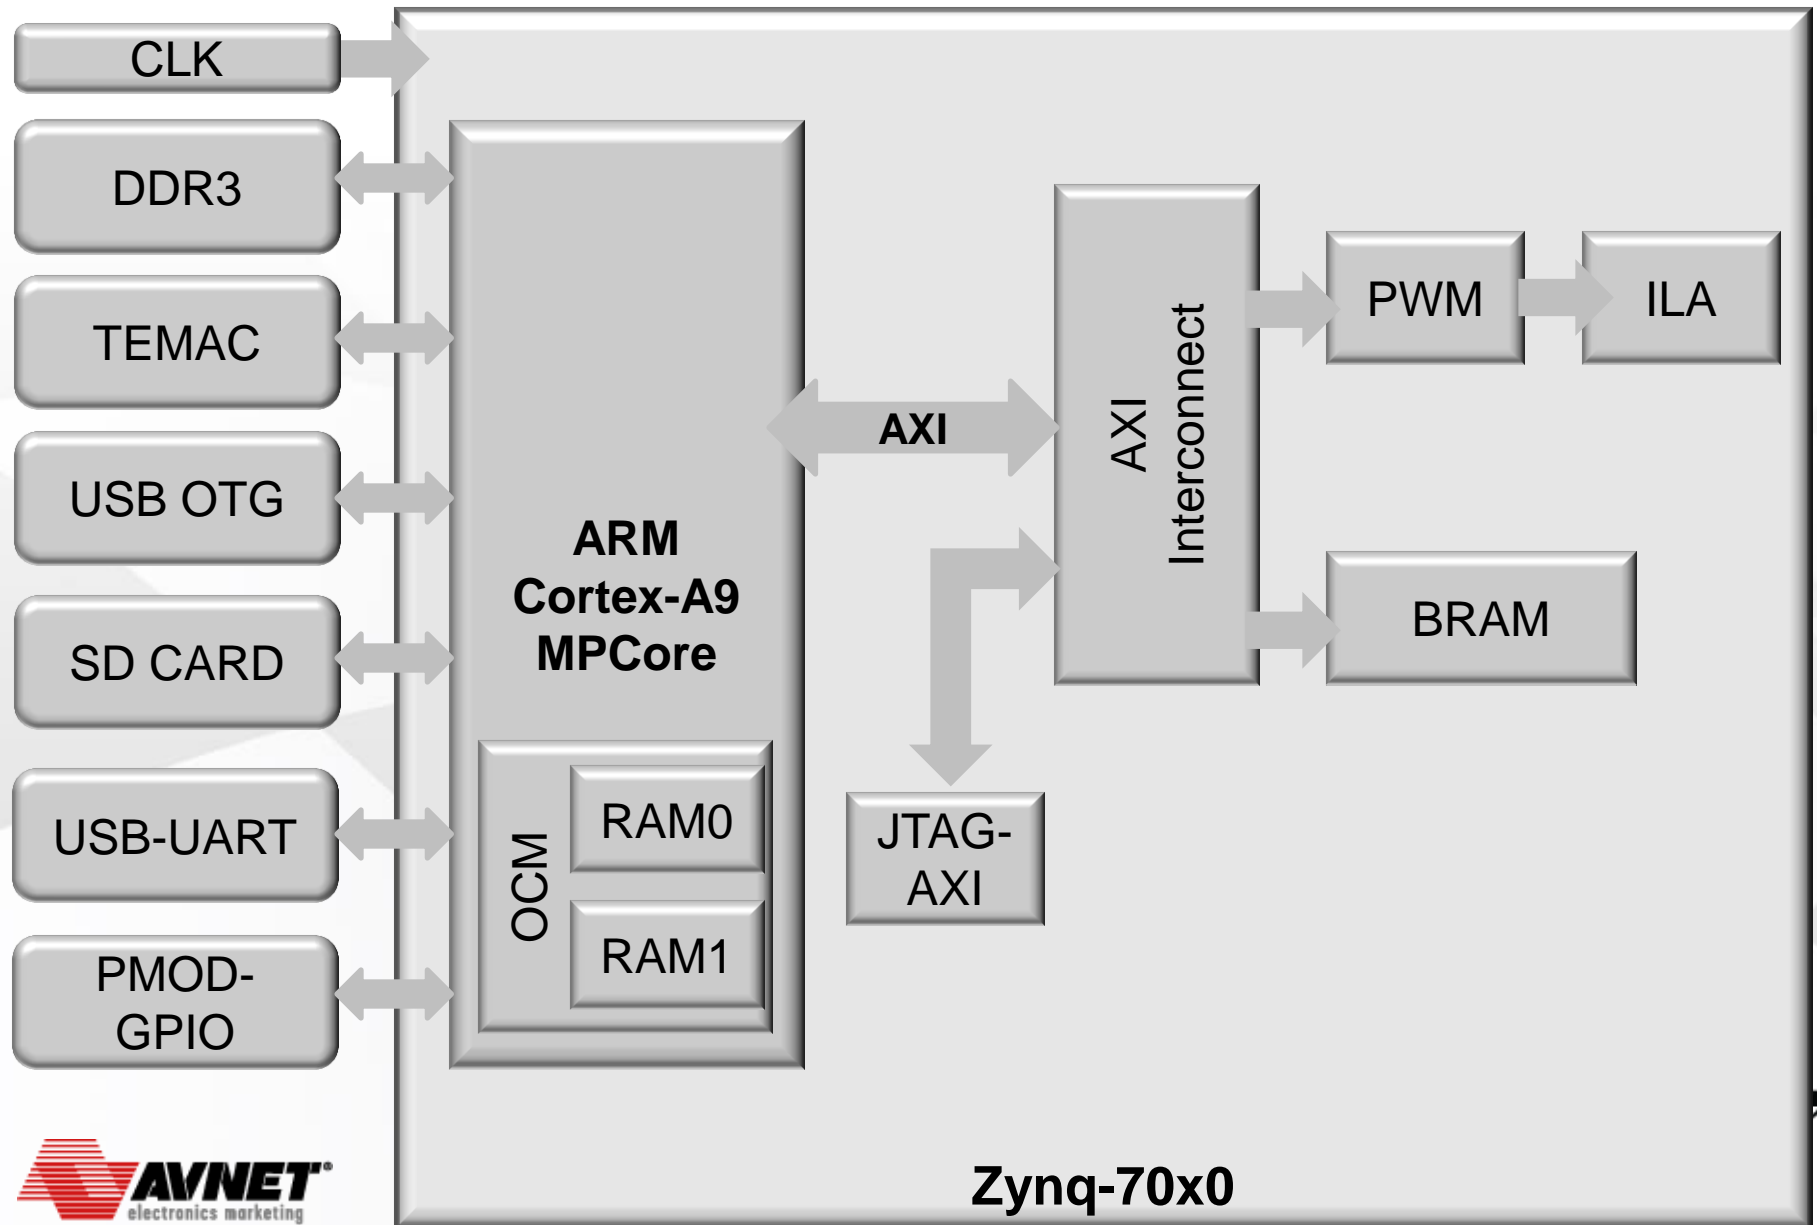 CLK
DDR3
TEMAC
USB OTG
SD CARD
USB-UART
PMOD-
GPIO
ARM
Cortex-A9
MPCore
OCM
RAM0
RAM1
AXI
AXI
Interconnect
JTAG-
AXI
PWM
ILA
BRAM
Zynq-70x0
AVNET®
electronics marketing